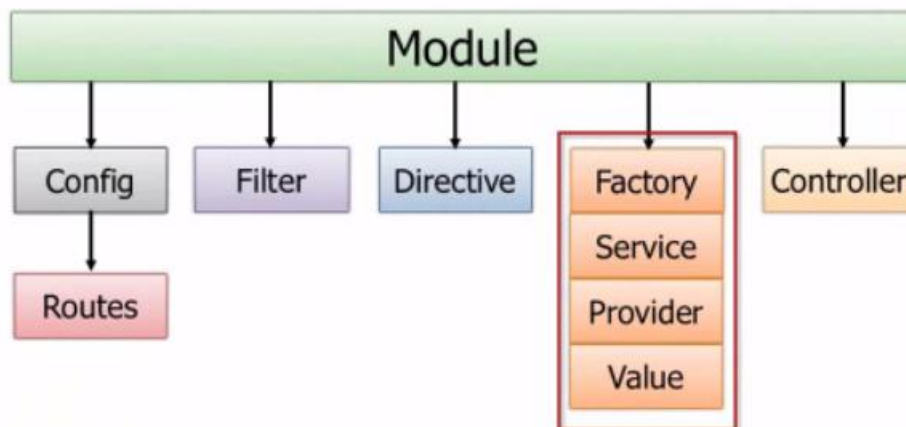 Module
Config
Filter
Directive
Factory
Controller
Service
Routes
Provider
Value